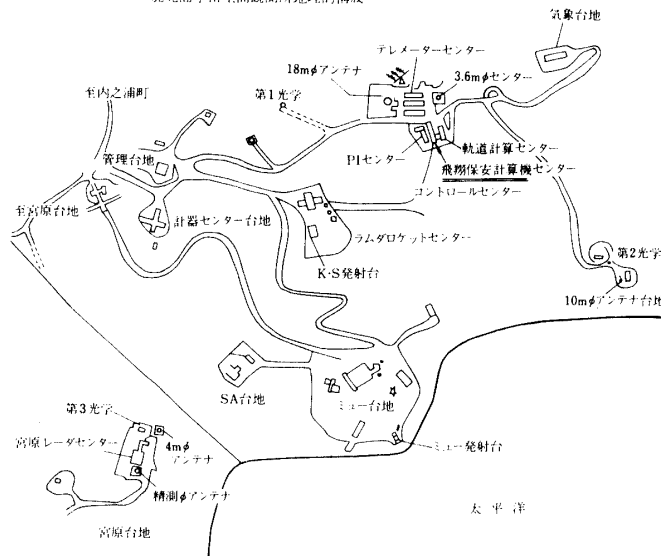 気象台地
テレメーターセンター
18mφアンテナ
3.6mφセンター
第1光学
至内之浦町
管理台地
PIセンター
軌道計算センター
飛翔保安計算機センター
コントロールセンター
至宮原台地
計器センター台地
ラムダロケットセンター
K・S発射台
第2光学
10mφアンテナ台地
SA台地
ミュー台地
第3光学
宮原レーダセンター
4mφ
アンテナ
ミュー発射台
精測φアンテナ
宮原台地
太平洋